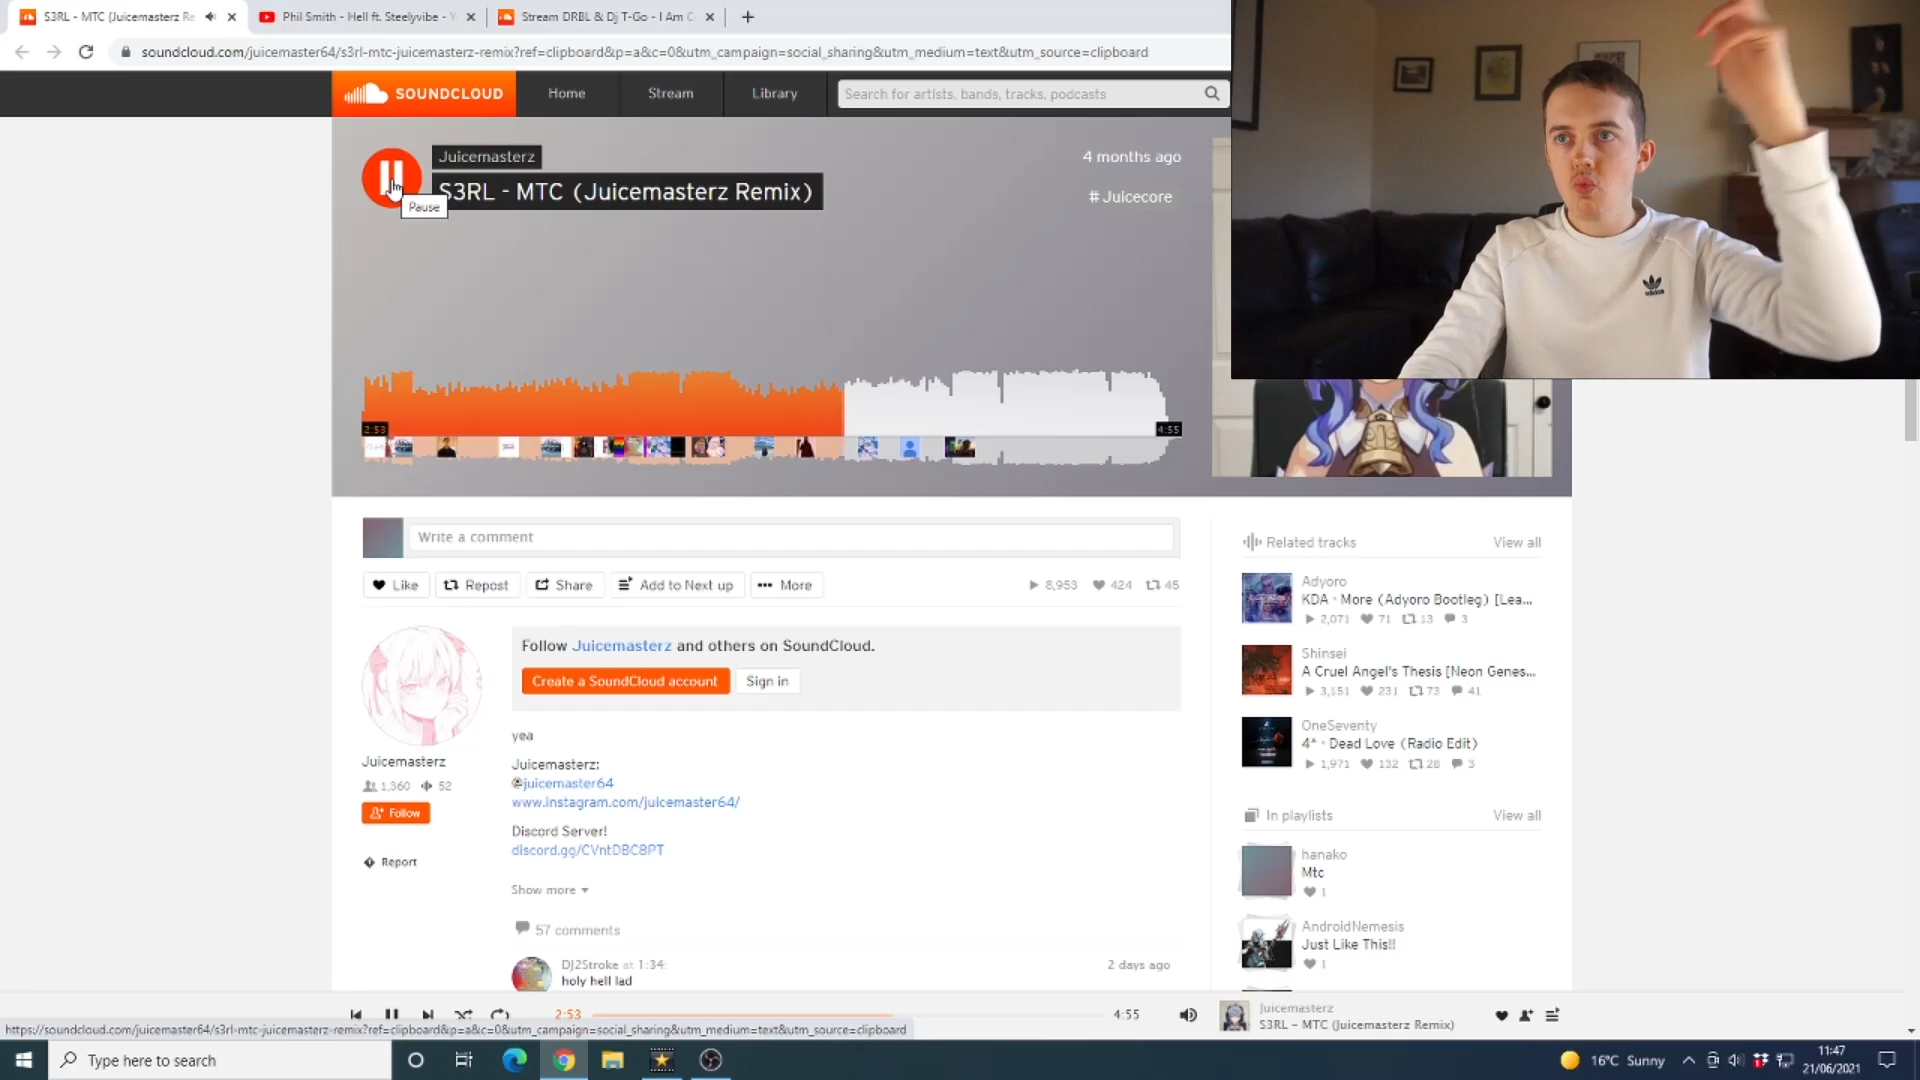 S3RL - MTC (Juicemasterz Re
Phil Smith - Hell ft. Steelyvibe - Y
Stream DRBL & Dj T-Go - I Am C
soundcloud.com/juicemaster64/s3rl-mtc-juicemasterz-remix?ref=clipboard&p=a&c=0&utm_campaign=social_sharing&utm_medium=text&utm_source=clipboard
SOUNDCLOUD
Home
Stream
Library
Search for artists, bands, tracks, podcasts
Juicemasterz
4 months ago
S3RL - MTC (Juicemasterz Remix)
# Juicecore
Pause
adidas
2:53
4:55
Write a comment
Like
Repost
Share
Add to Next up
More
8,953
424
45
Follow Juicemasterz and others on SoundCloud.
Create a SoundCloud account
Sign in
Juicemasterz
1,360
52
Follow
Report
yea
Juicemasterz:
@juicemaster64
www.instagram.com/juicemaster64/
Discord Server!
discord.gg/CVntDBC8PT
Show more
57 comments
DJ2Stroke at 1:34:
2 days ago
holy hell lad
Related tracks
View all
Adyoro
KDA - More (Adyoro Bootleg) [Lea...
2,071
71
13
3
Shinsei
A Cruel Angel's Thesis [Neon Genes...
3,151
231
73
41
OneSeventy
4* - Dead Love (Radio Edit)
1,971
132
28
3
In playlists
View all
hanako
Mtc
1
AndroidNemesis
Just Like This!!
1
2:53
4:55
Juicemasterz
S3RL - MTC (Juicemasterz Remix)
https://soundcloud.com/juicemaster64/s3rl-mtc-juicemasterz-remix?ref=clipboard&p=a&c=0&utm_campaign=social_sharing&utm_medium=text&utm_source=clipboard
Type here to search
16°C Sunny
11:47
21/06/2021